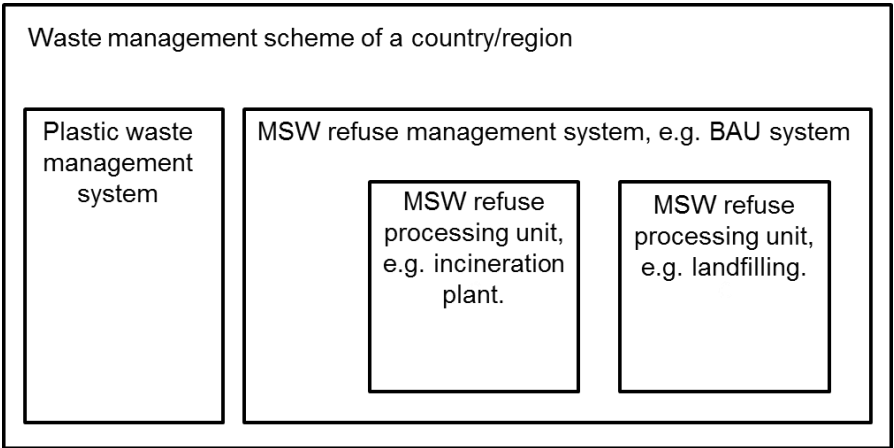 Waste management scheme of a country/region
Plastic waste
management
system
MSW refuse management system, e.g. BAU system
MSW refuse
processing unit,
e.g. incineration
plant.
MSW refuse
processing unit,
e.g. landfilling.